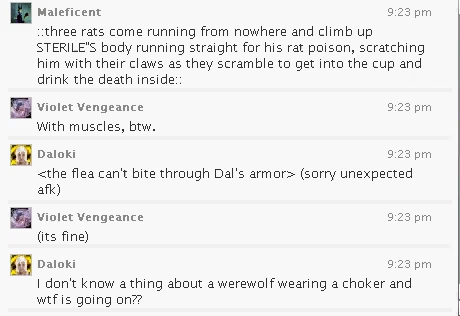 Maleficent 9:23 pm
::three rats come running from nowhere and climb up
STERILE"S body running straight for his rat poison, scratching
him with their claws as they scramble to get into the cup and
drink the death inside::
Violet Vengeance 9:23 pm
With muscles, btw.
Daloki 9:23 pm
<the flea can't bite through Dal's armor> (sorry unexpected
afk)
Violet Vengeance 9:23 pm
(its fine)
Daloki 9:23 pm
I don't know a thing about a werewolf wearing a choker and
wtf is going on??